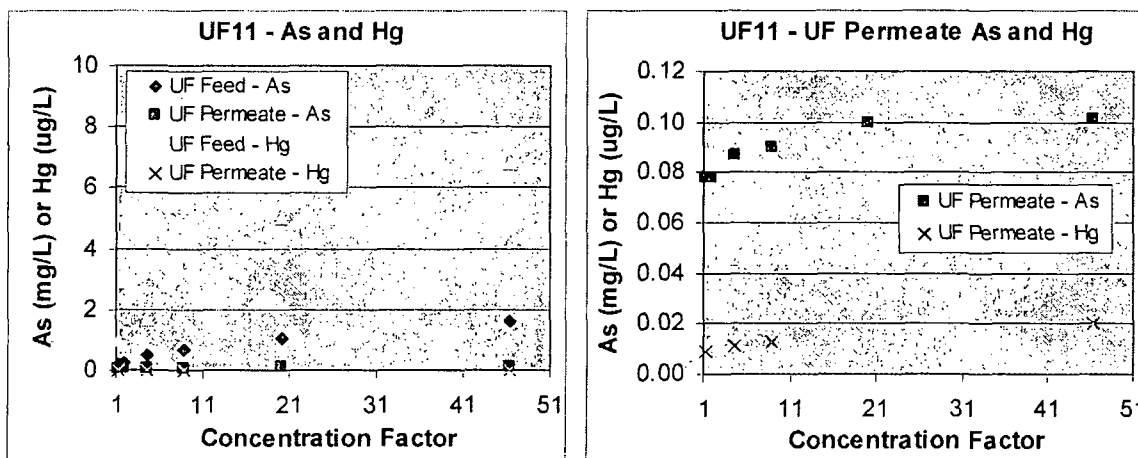 UF11 - As and Hg
As (mg/L) or Hg (ug/L)
10
8
6
4
2
0
UF Feed - As
UF Permeate - As
UF Feed - Hg
UF Permeate - Hg
1 11 21 31 41 51
Concentration Factor
UF11 - UF Permeate As and Hg
As (mg/L) or Hg (ug/L)
0.12
0.10
0.08
0.06
0.04
0.02
0.00
UF Permeate - As
UF Permeate - Hg
1 11 21 31 41 51
Concentration Factor